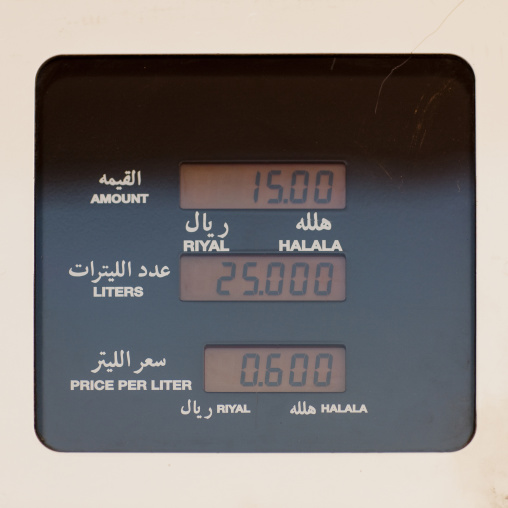 القيمه 15.00
AMOUNT
ريال هلله
RIYAL HALALA
عدد الليترات 25.000
LITERS
سعر الليتر 0.600
PRICE PER LITER
ريال RIYAL هلله HALALA